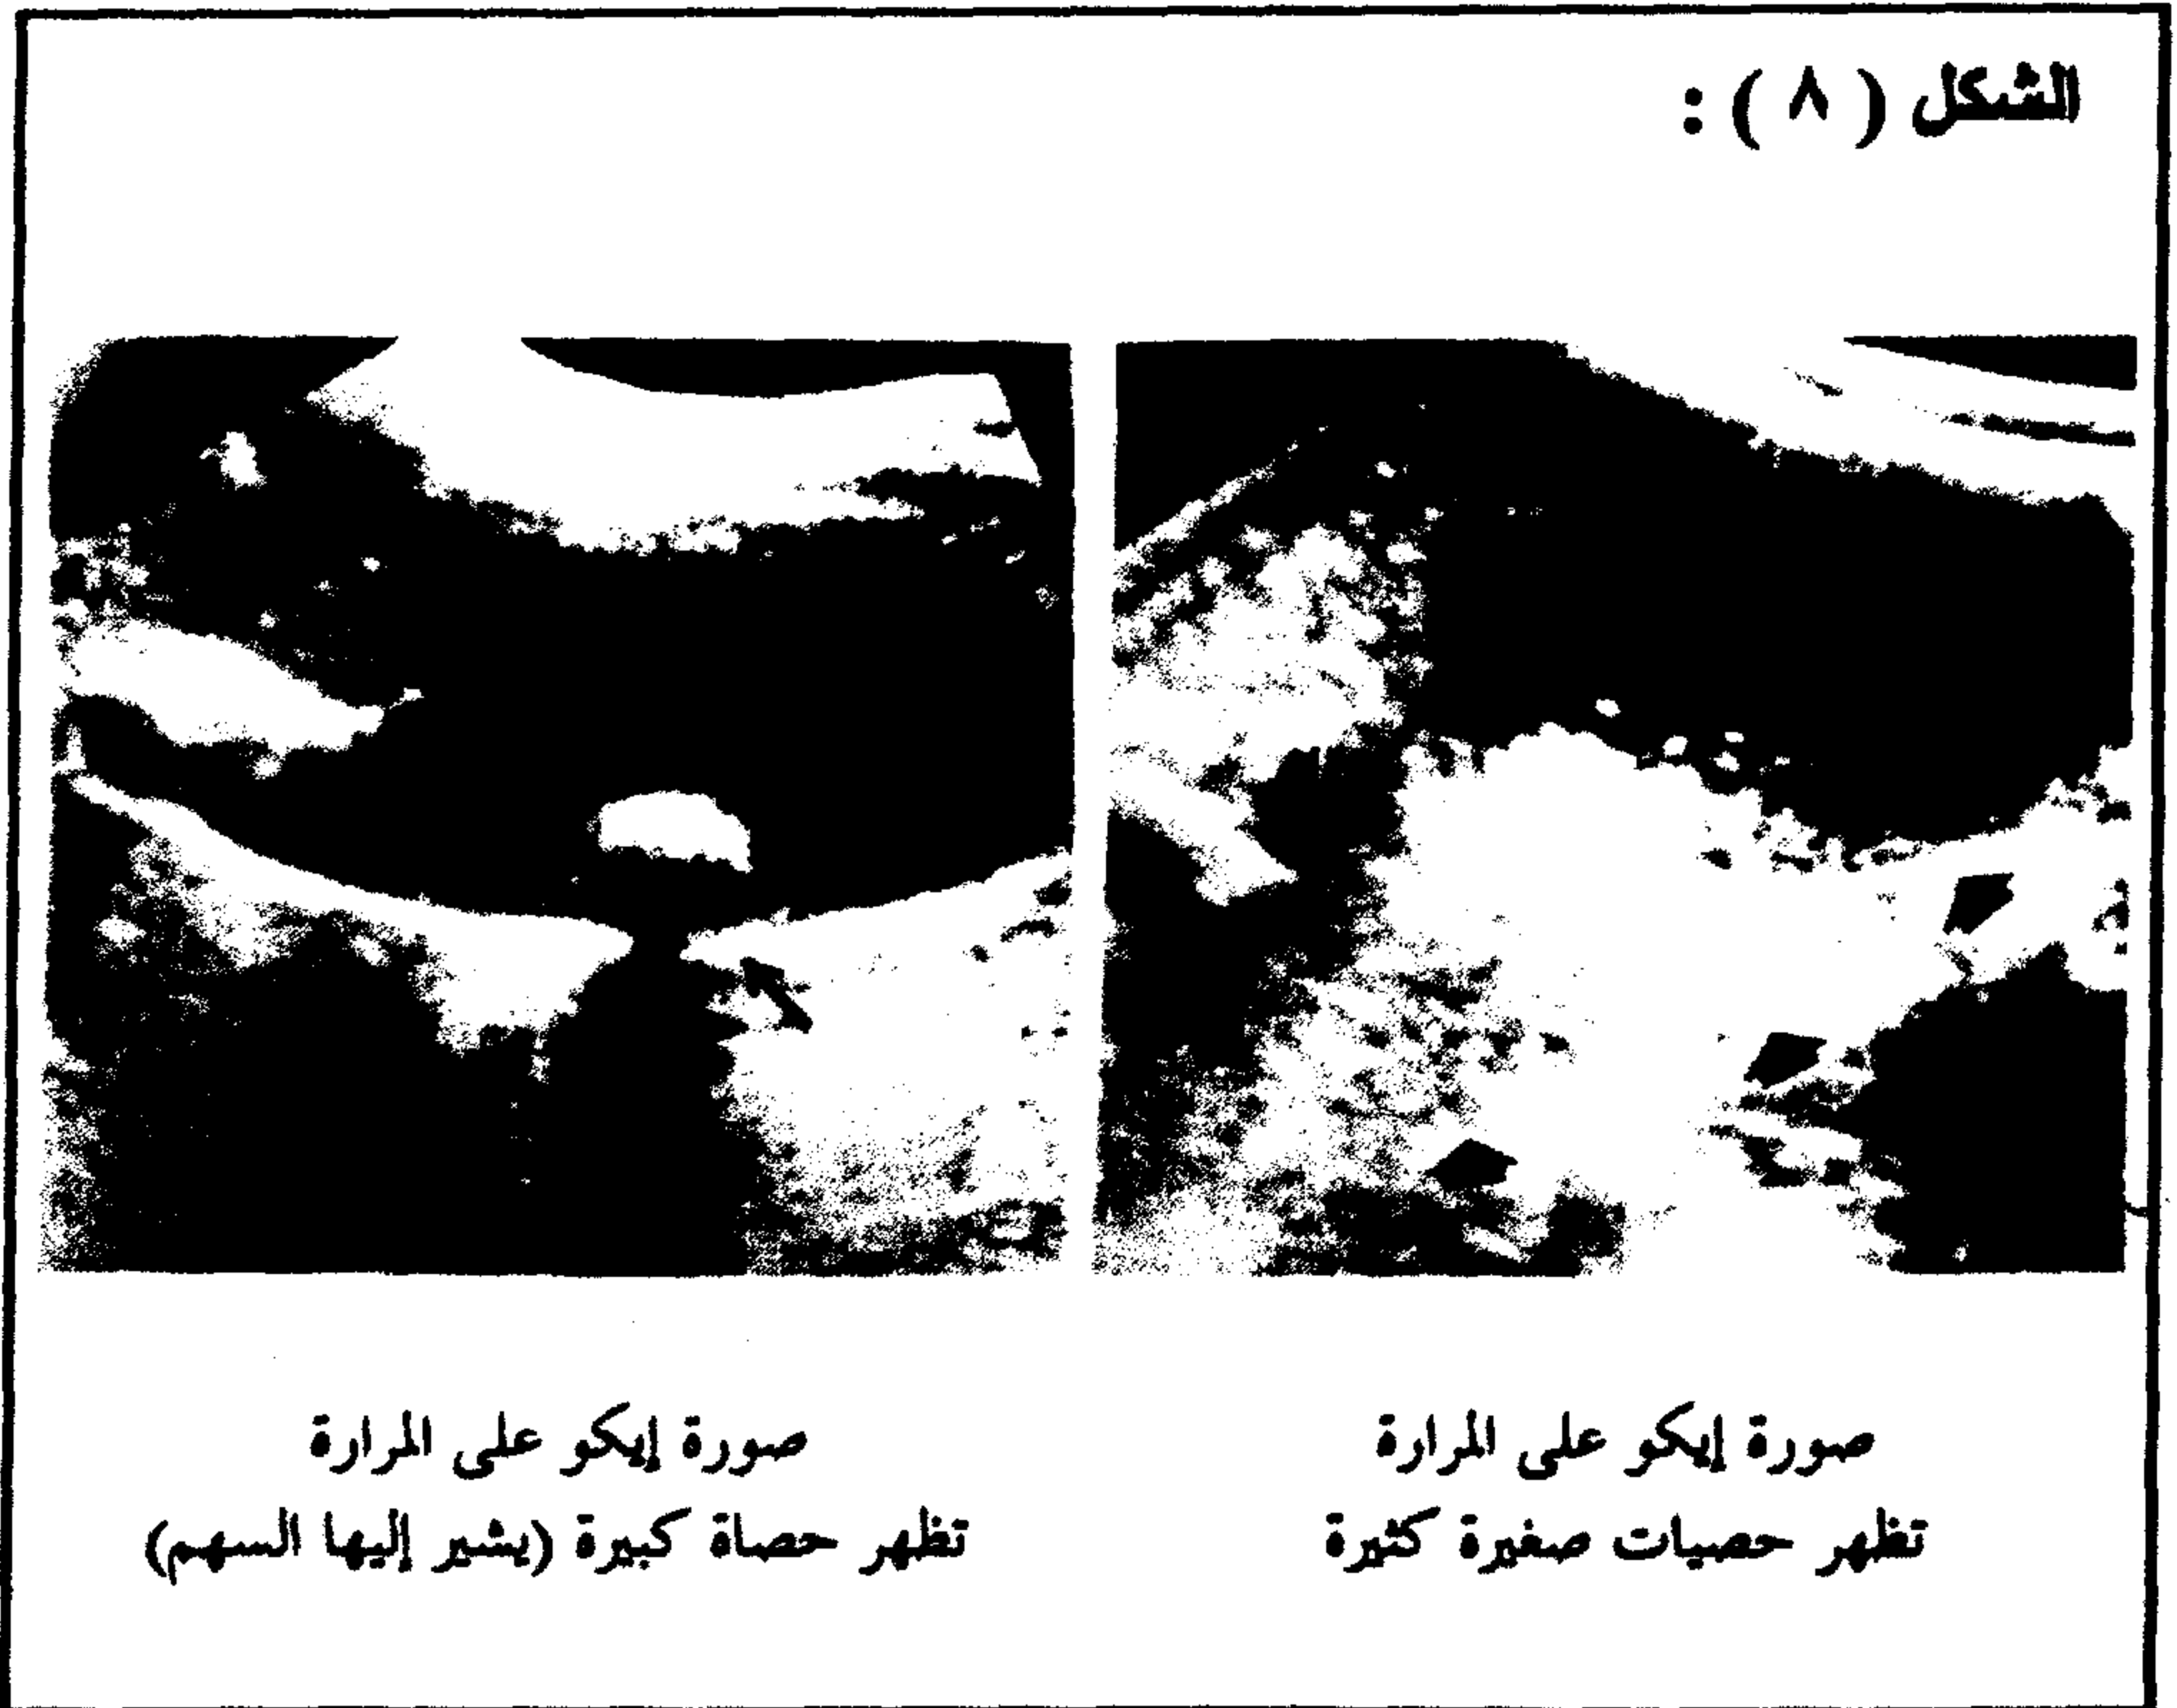 الشكل ( ٨ ) :
صورة إيكو على المرارة
تظهر حصيات صغيرة كثيرة
صورة إيكو على المرارة
تظهر حصاة كبيرة (يشير إليها السهم)